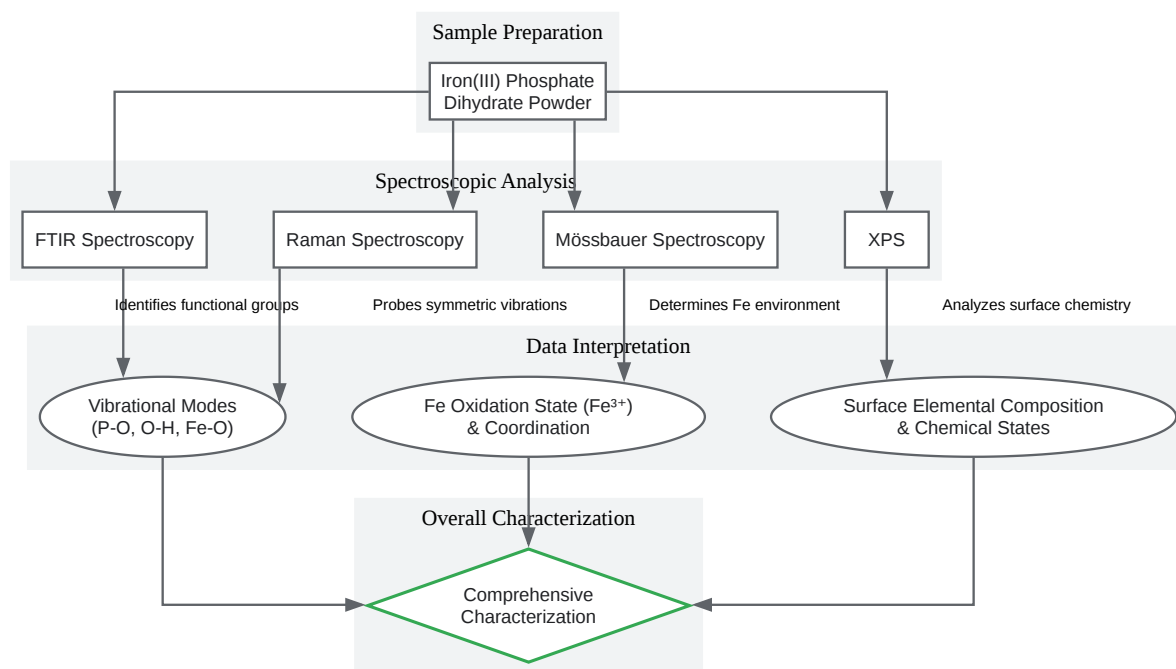 Sample Preparation
Iron(III) Phosphate
Dihydrate Powder
Spectroscopic Analysis
FTIR Spectroscopy
Raman Spectroscopy
Mössbauer Spectroscopy
XPS
Identifies functional groups
Probes symmetric vibrations
Determines Fe environment
Analyzes surface chemistry
Data Interpretation
Vibrational Modes
(P-O, O-H, Fe-O)
Fe Oxidation State (Fe³⁺)
& Coordination
Surface Elemental Composition
& Chemical States
Overall Characterization
Comprehensive
Characterization